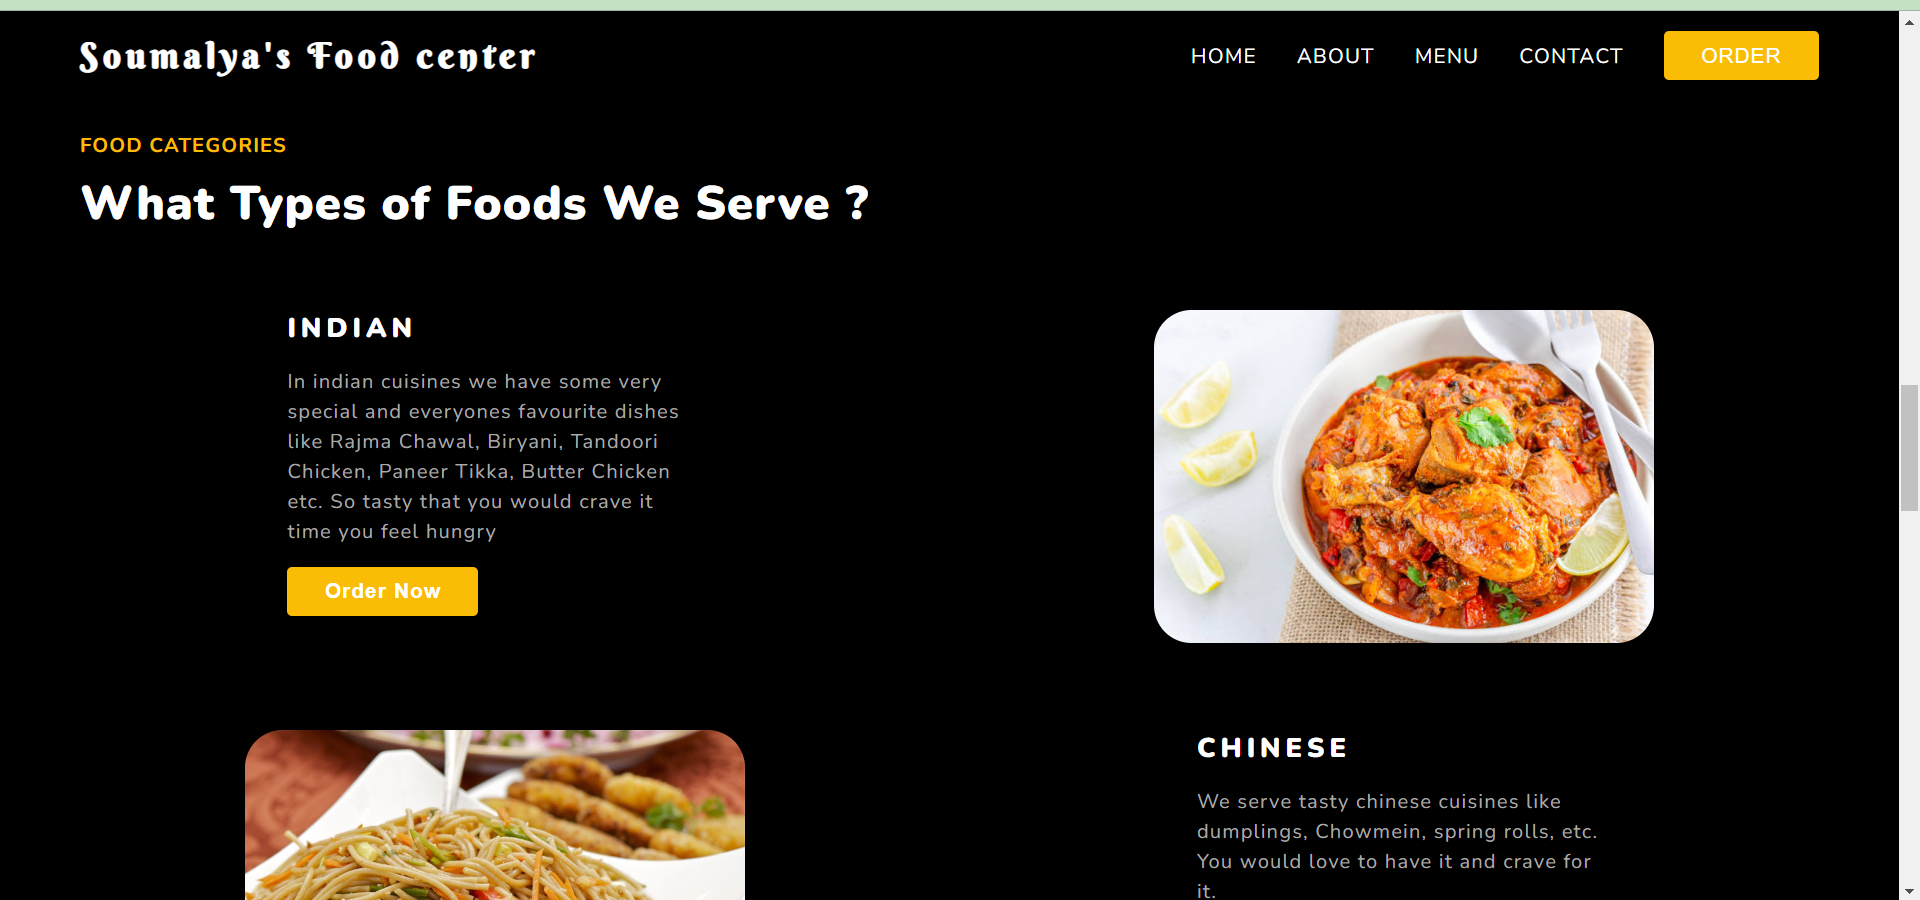 Soumalya's Food center
HOME ABOUT MENU CONTACT ORDER
FOOD CATEGORIES
What Types of Foods We Serve ?
INDIAN
In indian cuisines we have some very
special and everyones favourite dishes
like Rajma Chawal, Biryani, Tandoori
Chicken, Paneer Tikka, Butter Chicken
etc. So tasty that you would crave it
time you feel hungry
Order Now
CHINESE
We serve tasty chinese cuisines like
dumplings, Chowmein, spring rolls, etc.
You would love to have it and crave for
it.